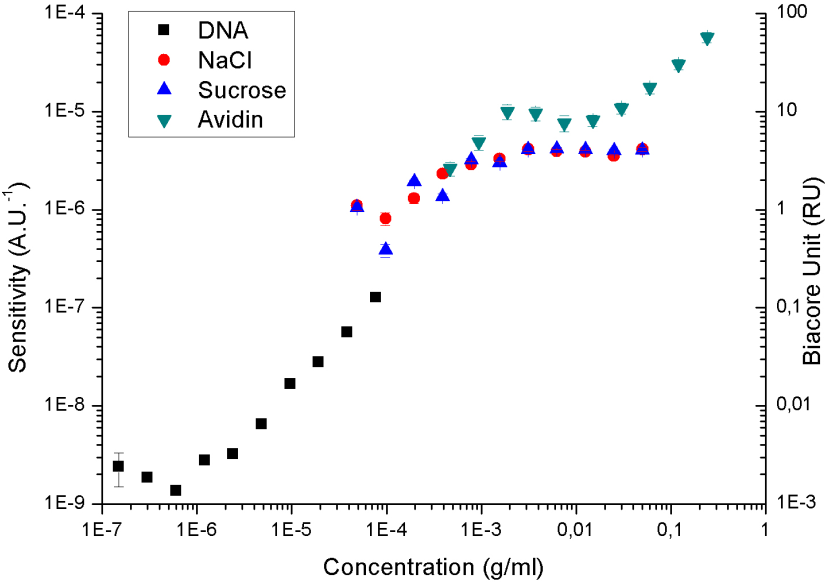 DNA
NaCl
Sucrose
Avidin
1E-4
1E-5
1E-6
1E-7
1E-8
1E-9
Sensitivity (A.U.⁻¹)
100
10
1
0,1
0,01
1E-3
Biacore Unit (RU)
1E-7 1E-6 1E-5 1E-4 1E-3 0,01 0,1 1
Concentration (g/ml)